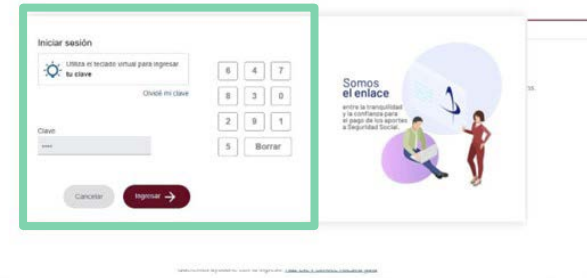 Iniciar sesión
Utiliza el teclado virtual para ingresar
tu clave
Olvidé mi clave
Clave
····
6 4 7
8 3 0
2 9 1
5 Borrar
Cancelar
Ingresar →
Somos
el enlace
entre la tranquilidad
y la confianza para
el pago de los aportes
a Seguridad Social.